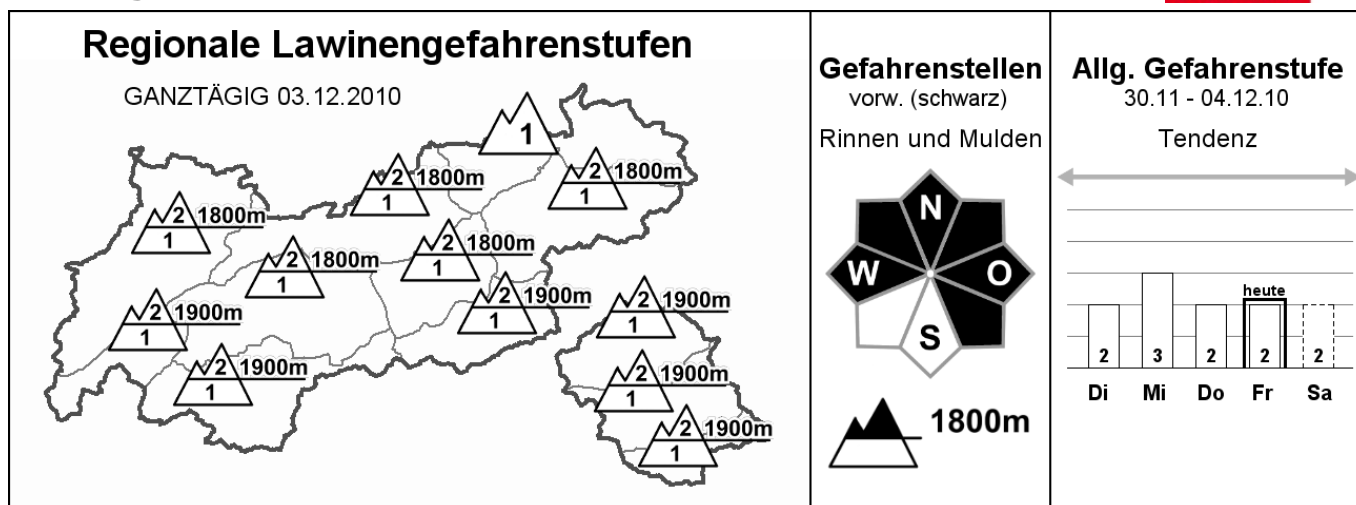 Regionale Lawinengefahrenstufen
GANZTÄGIG 03.12.2010
1
2 1800m
1
2 1800m
1
2 1800m
1
2 1800m
1
2 1800m
1
2 1900m
1
2 1900m
1
2 1900m
1
2 1900m
1
2 1900m
1
2 1900m
1
Gefahrenstellen
vorw. (schwarz)
Rinnen und Mulden
N
W O
S
1800m
Allg. Gefahrenstufe
30.11 - 04.12.10
Tendenz
heute
2 3 2 2 2
Di Mi Do Fr Sa